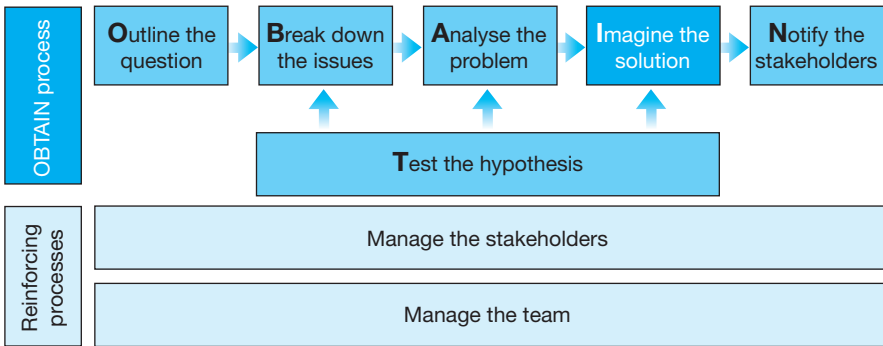 OBTAIN process
Outline the
question
Break down
the issues
Analyse the
problem
Imagine the
solution
Notify the
stakeholders
Test the hypothesis
Reinforcing
processes
Manage the stakeholders
Manage the team